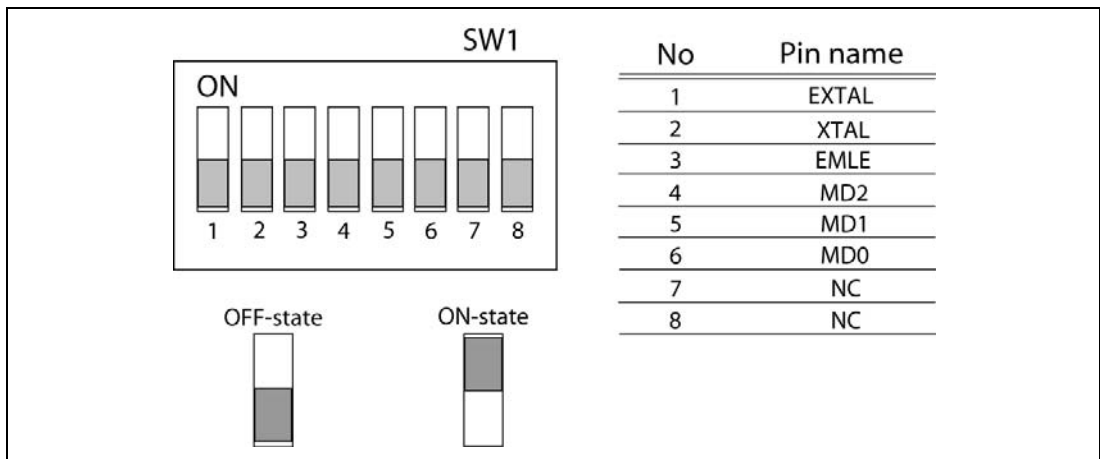 SW1
ON
1 2 3 4 5 6 7 8
OFF-state ON-state
No Pin name
1 EXTAL
2 XTAL
3 EMLE
4 MD2
5 MD1
6 MD0
7 NC
8 NC